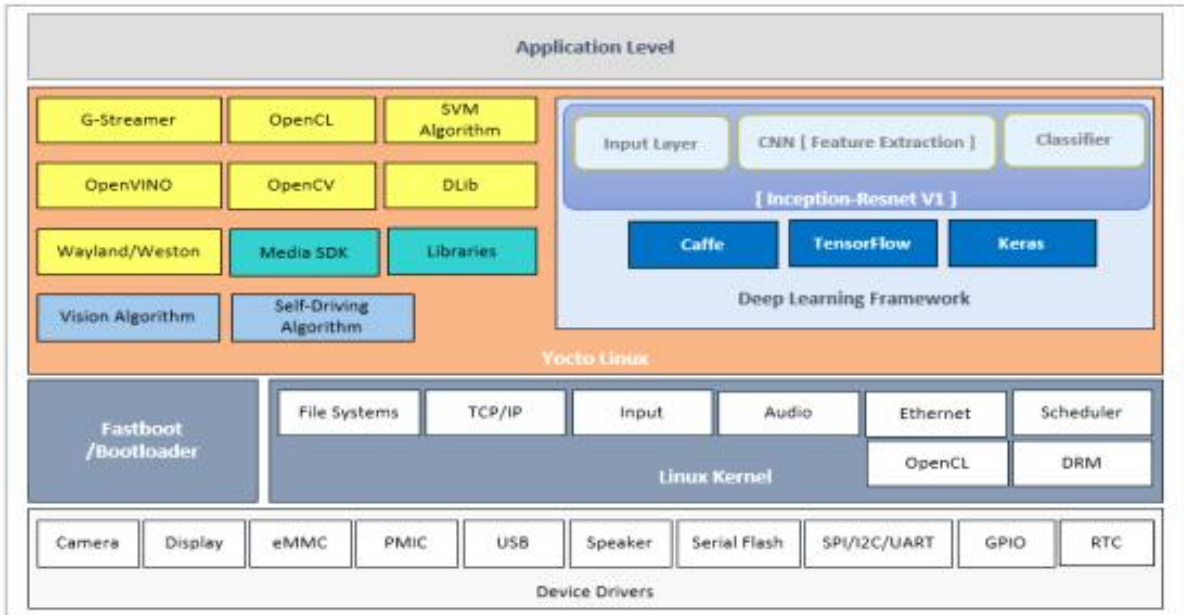 Application Level
G-Streamer
OpenCL
SVM
Algorithm
OpenVINO
OpenCV
DLib
Wayland/Weston
Media SDK
Libraries
Vision Algorithm
Self-Driving
Algorithm
Input Layer
CNN [ Feature Extraction ]
Classifier
[ Inception-Resnet V1 ]
Caffe
TensorFlow
Keras
Deep Learning Framework
Yocto Linux
Fastboot
/Bootloader
File Systems
TCP/IP
Input
Audio
Ethernet
Scheduler
OpenCL
DRM
Linux Kernel
Camera
Display
eMMC
PMIC
USB
Speaker
Serial Flash
SPI/I2C/UART
GPIO
RTC
Device Drivers